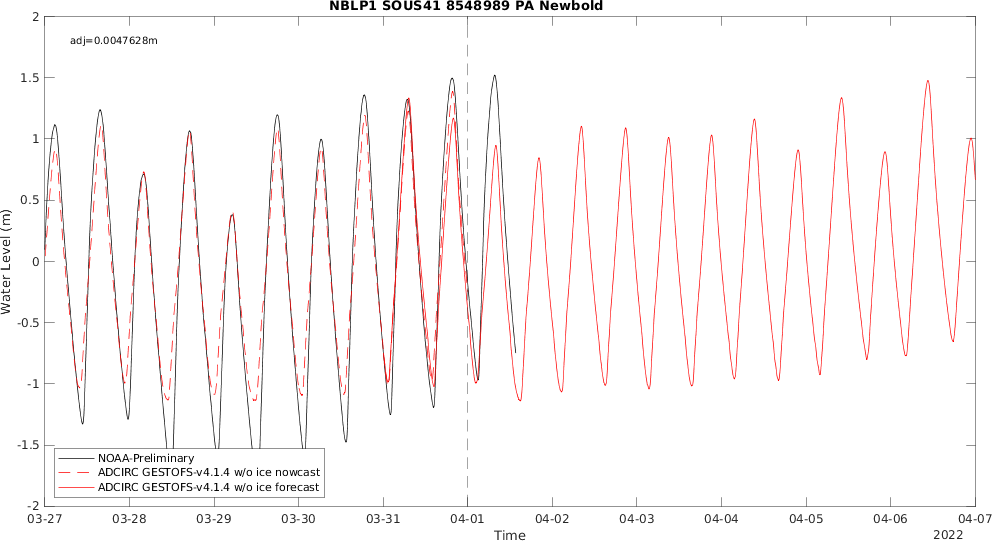 NBLP1 SOUS41 8548989 PA Newbold
adj=0.0047628m
2
1.5
1
0.5
0
-0.5
-1
-1.5
-2
Water Level (m)
NOAA-Preliminary
ADCIRC GESTOFS-v4.1.4 w/o ice nowcast
ADCIRC GESTOFS-v4.1.4 w/o ice forecast
03-27 03-28 03-29 03-30 03-31 04-01 04-02 04-03 04-04 04-05 04-06 04-07
Time
2022